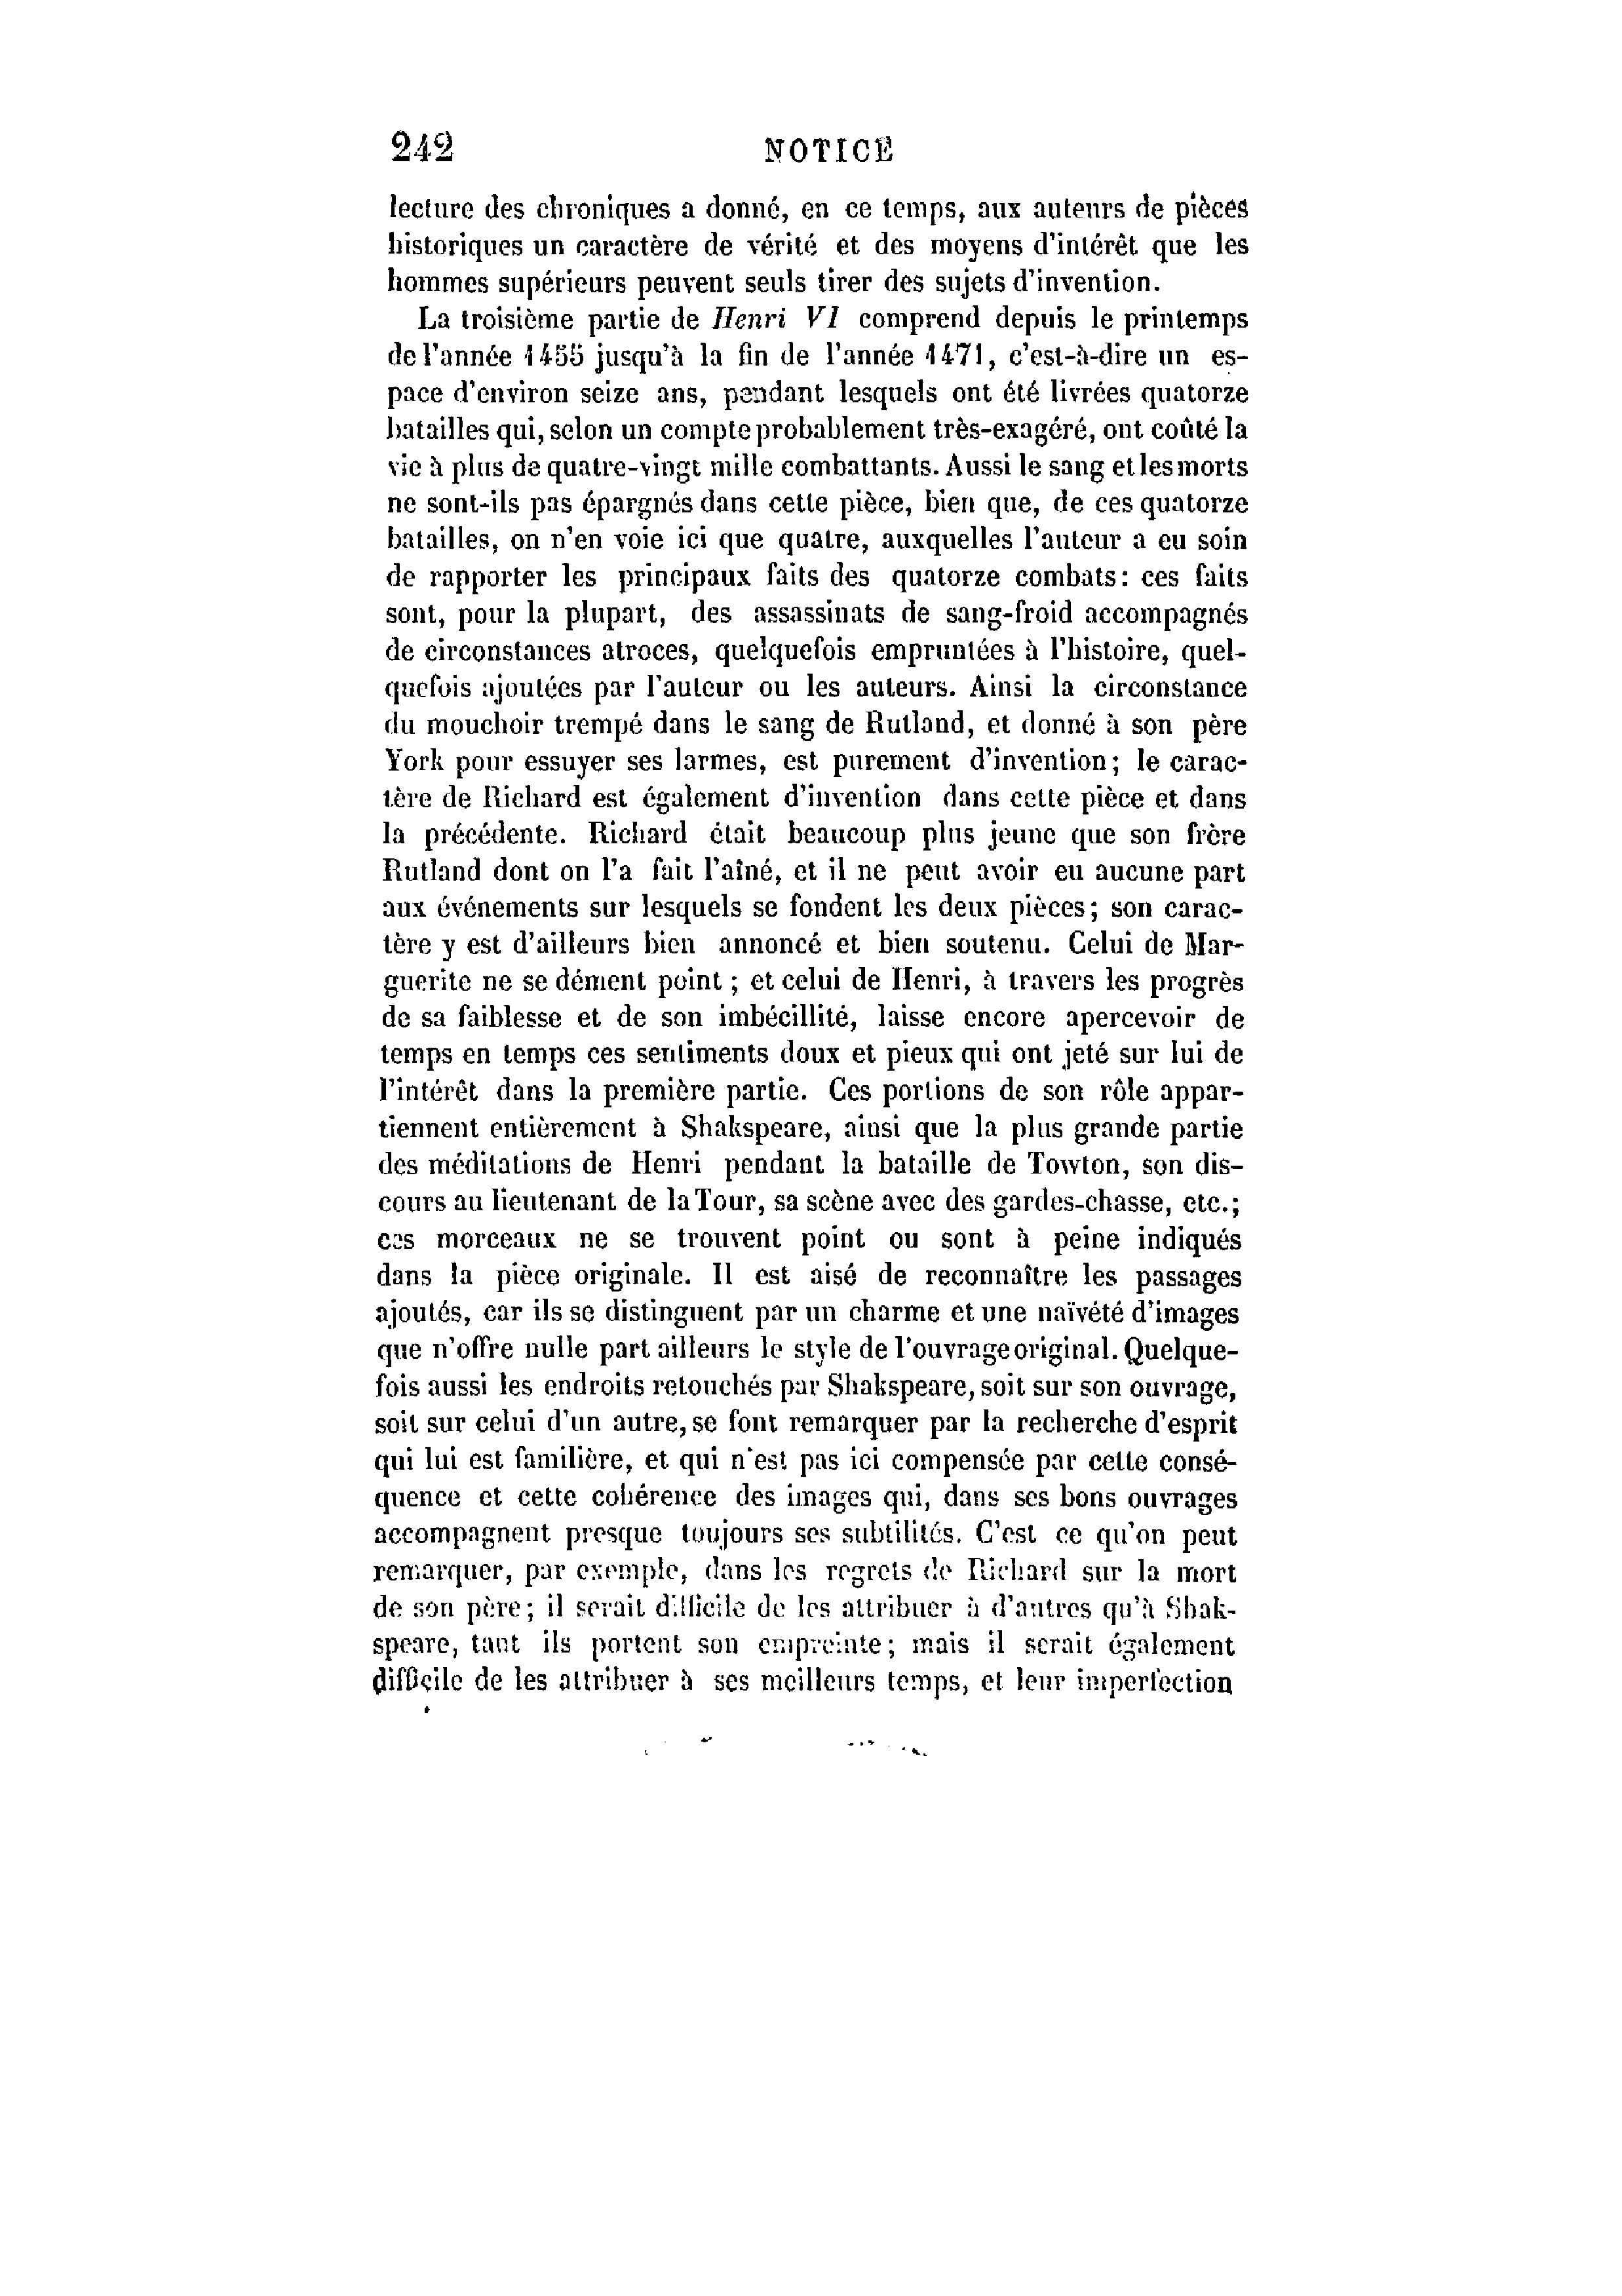 242 NOTICE
lecture des chroniques a donné, en ce temps, aux auteurs de pièces
historiques un caractère de vérité et des moyens d'intérêt que les
hommes supérieurs peuvent seuls tirer des sujets d'invention.
La troisième partie de Henri VI comprend depuis le printemps
de l'année 1455 jusqu'à la fin de l'année 1471, c'est-à-dire un es-
pace d'environ seize ans, pendant lesquels ont été livrées quatorze
batailles qui, selon un compte probablement très-exagéré, ont coûté la
vie à plus de quatre-vingt mille combattants. Aussi le sang et les morts
ne sont-ils pas épargnés dans cette pièce, bien que, de ces quatorze
batailles, on n'en voie ici que quatre, auxquelles l'auteur a eu soin
de rapporter les principaux faits des quatorze combats: ces faits
sont, pour la plupart, des assassinats de sang-froid accompagnés
de circonstances atroces, quelquefois empruntées à l'histoire, quel-
quefois ajoutées par l'auteur ou les auteurs. Ainsi la circonstance
du mouchoir trempé dans le sang de Rutland, et donné à son père
York pour essuyer ses larmes, est purement d'invention; le carac-
tère de Richard est également d'invention dans cette pièce et dans
la précédente. Richard était beaucoup plus jeune que son frère
Rutland dont on l'a fait l'aîné, et il ne peut avoir eu aucune part
aux événements sur lesquels se fondent les deux pièces; son carac-
tère y est d'ailleurs bien annoncé et bien soutenu. Celui de Mar-
guerite ne se dément point ; et celui de Henri, à travers les progrès
de sa faiblesse et de son imbécillité, laisse encore apercevoir de
temps en temps ces sentiments doux et pieux qui ont jeté sur lui de
l'intérêt dans la première partie. Ces portions de son rôle appar-
tiennent entièrement à Shakspeare, ainsi que la plus grande partie
des méditations de Henri pendant la bataille de Towton, son dis-
cours au lieutenant de la Tour, sa scène avec des gardes-chasse, etc.;
ces morceaux ne se trouvent point ou sont à peine indiqués
dans la pièce originale. Il est aisé de reconnaître les passages
ajoutés, car ils se distinguent par un charme et une naïvété d'images
que n'offre nulle part ailleurs le style de l'ouvrage original. Quelque-
fois aussi les endroits retouchés par Shakspeare, soit sur son ouvrage,
soit sur celui d'un autre, se font remarquer par la recherche d'esprit
qui lui est familière, et qui n'est pas ici compensée par cette consé-
quence et cette cohérence des images qui, dans ses bons ouvrages
accompagnent presque toujours ses subtilités. C'est ce qu'on peut
remarquer, par exemple, dans les regrets de Richard sur la mort
de son père; il serait difficile de les attribuer à d'autres qu'à Shak-
speare, tant ils portent son empreinte; mais il serait également
difficile de les attribuer à ses meilleurs temps, et leur imperfection